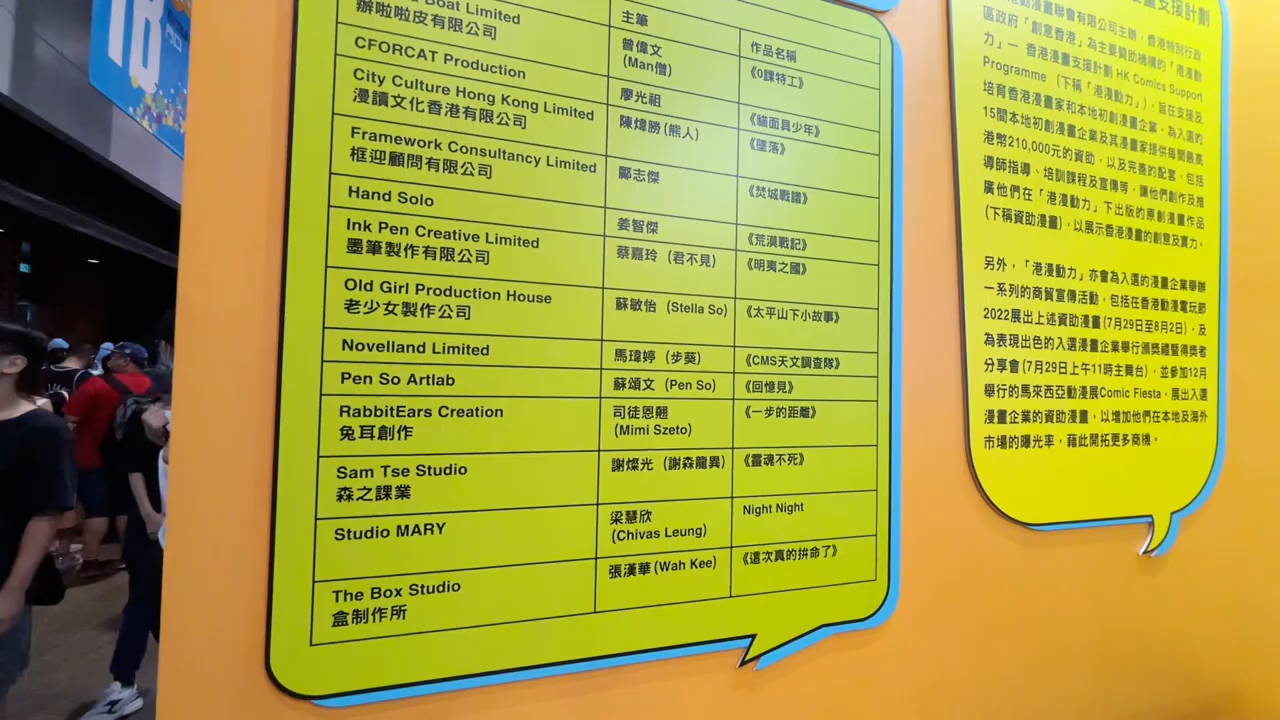 18
Boat Limited
辦啦啦皮有限公司
主筆
作品名稱
CFORCAT Production
曾偉文
(Man僧)
《0課特工》
City Culture Hong Kong Limited
漫讀文化香港有限公司
廖光祖
《貓面具少年》
陳煒勝(熊人)
《墜落》
Framework Consultancy Limited
框迎顧問有限公司
鄺志傑
《焚城戰譜》
Hand Solo
姜智傑
《荒漠戰記》
Ink Pen Creative Limited
墨筆製作有限公司
蔡嘉玲（君不見）
《明夷之國》
Old Girl Production House
老少女製作公司
蘇敏怡 (Stella So)
《太平山下小故事》
Novelland Limited
馬瑋婷（步葵）
《CMS天文調查隊》
Pen So Artlab
蘇頌文 (Pen So)
《回憶見》
RabbitEars Creation
兔耳創作
司徒恩翹
(Mimi Szeto)
《一步的距離》
Sam Tse Studio
森之課業
謝燦光（謝森龍異）
《靈魂不死》
Studio MARY
梁慧欣
(Chivas Leung)
Night Night
The Box Studio
盒制作所
張漢華(Wah Kee)
《這次真的拚命了》
畫支援計劃
港動漫畫聯會有限公司主辦，香港特別行政
區政府「創意香港」為主要贊助機構的「港漫動
力」— 香港漫畫支援計劃 HK Comics Support
Programme （下稱「港漫動力」），旨在支援及
培育香港漫畫家和本地初創漫畫企業，為入選的
15間本地初創漫畫企業及其漫畫家提供每間最高
港幣210,000元的資助，以及完善的配套，包括
導師指導、培訓課程及宣傳等，讓他們創作及推
廣他們在「港漫動力」下出版的原創漫畫作品
(下稱資助漫畫)，以展示香港漫畫的創意及實力。
另外，「港漫動力」亦會為入選的漫畫企業舉辦
一系列的商貿宣傳活動，包括在香港動漫電玩節
2022展出上述資助漫畫(7月29日至8月2日)，及
為表現出色的入選漫畫企業舉行頒獎禮暨得獎者
分享會(7月29日上午11時主舞台)，並參加12月
舉行的馬來西亞動漫展Comic Fiesta，展出入選
漫畫企業的資助漫畫，以增加他們在本地及海外
市場的曝光率，藉此開拓更多商機。